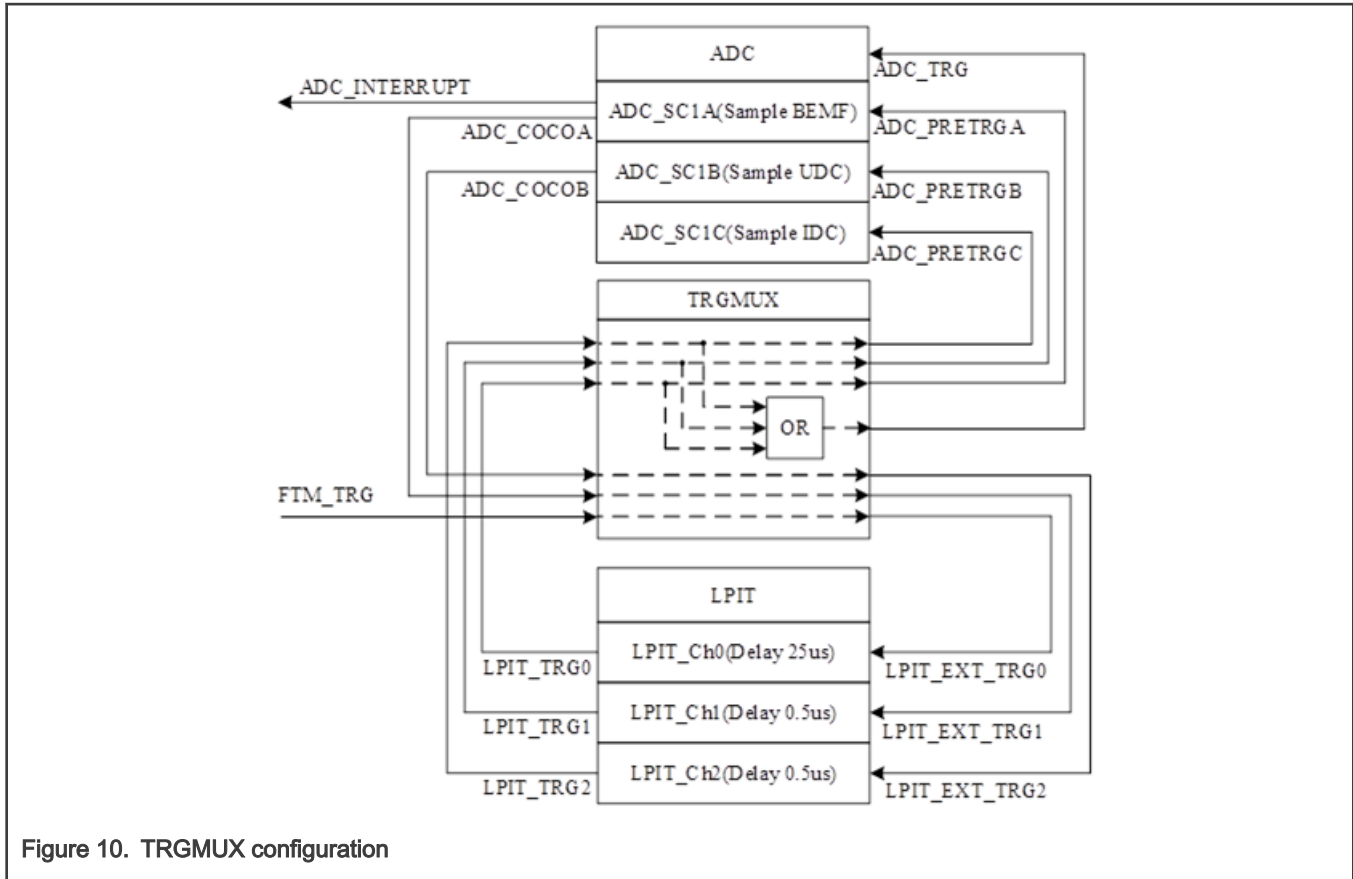 ADC
ADC_TRG
ADC_INTERRUPT
ADC_SC1A(Sample BEMF)
ADC_COCOA
ADC_PRETRGA
ADC_SC1B(Sample UDC)
ADC_COCOB
ADC_PRETRGB
ADC_SC1C(Sample IDC)
ADC_PRETRGC
TRGMUX
OR
FTM_TRG
LPIT
LPIT_Ch0(Delay 25us)
LPIT_TRG0
LPIT_EXT_TRG0
LPIT_Ch1(Delay 0.5us)
LPIT_TRG1
LPIT_EXT_TRG1
LPIT_Ch2(Delay 0.5us)
LPIT_TRG2
LPIT_EXT_TRG2
Figure 10. TRGMUX configuration